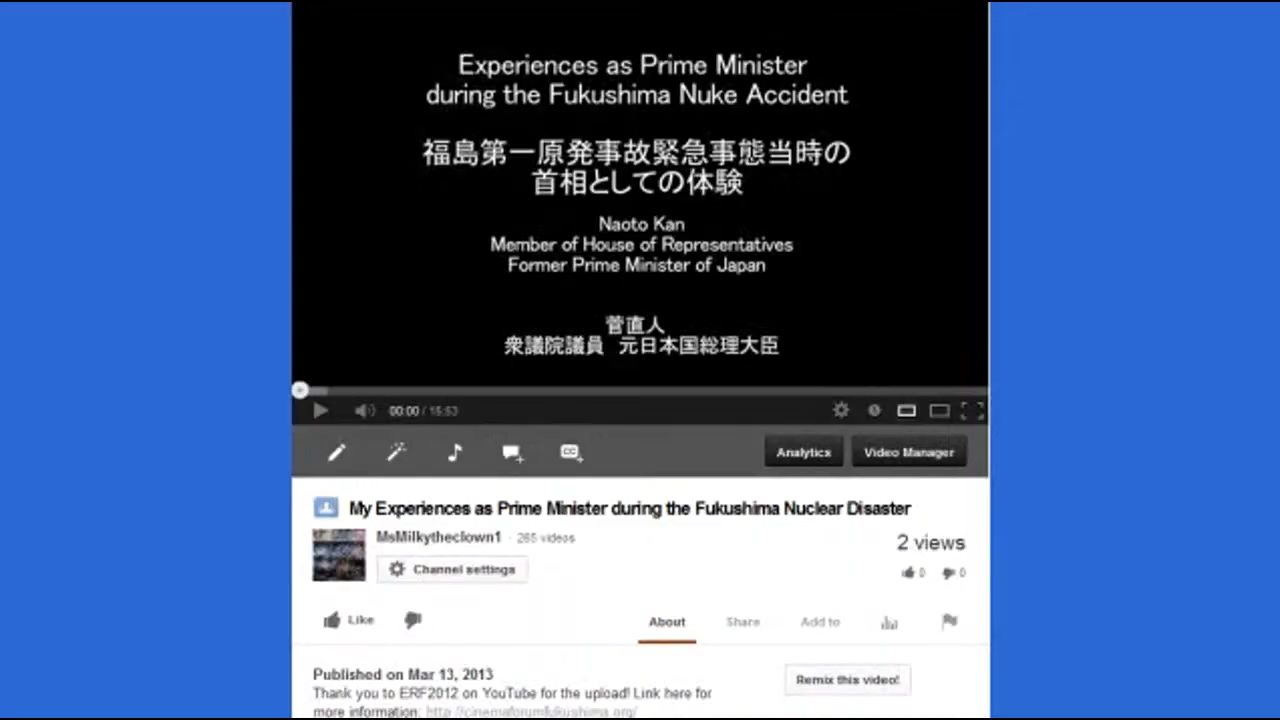 Experiences as Prime Minister
during the Fukushima Nuke Accident
福島第一原発事故緊急事態当時の
首相としての体験
Naoto Kan
Member of House of Representatives
Former Prime Minister of Japan
菅直人
衆議院議員　元日本国総理大臣
00:00 / 15:53
Analytics
Video Manager
My Experiences as Prime Minister during the Fukushima Nuclear Disaster
MsMilkytheclown1 · 265 videos
Channel settings
2 views
0 0
Like
About Share Add to
Published on Mar 13, 2013
Remix this video!
Thank you to ERF2012 on YouTube for the upload! Link here for
more information: http://cinemaforumfukushima.org/